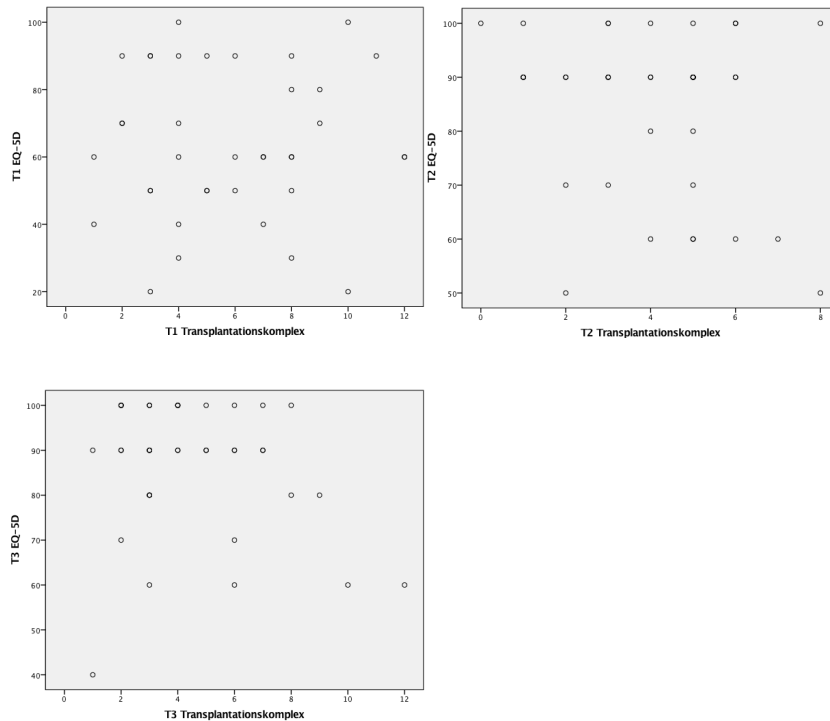 100
80
60
40
20
T1 EQ-5D
0 2 4 6 8 10 12
T1 Transplantationskomplex
100
90
80
70
60
50
T2 EQ-5D
0 2 4 6 8
T2 Transplantationskomplex
100
90
80
70
60
50
40
T3 EQ-5D
0 2 4 6 8 10 12
T3 Transplantationskomplex